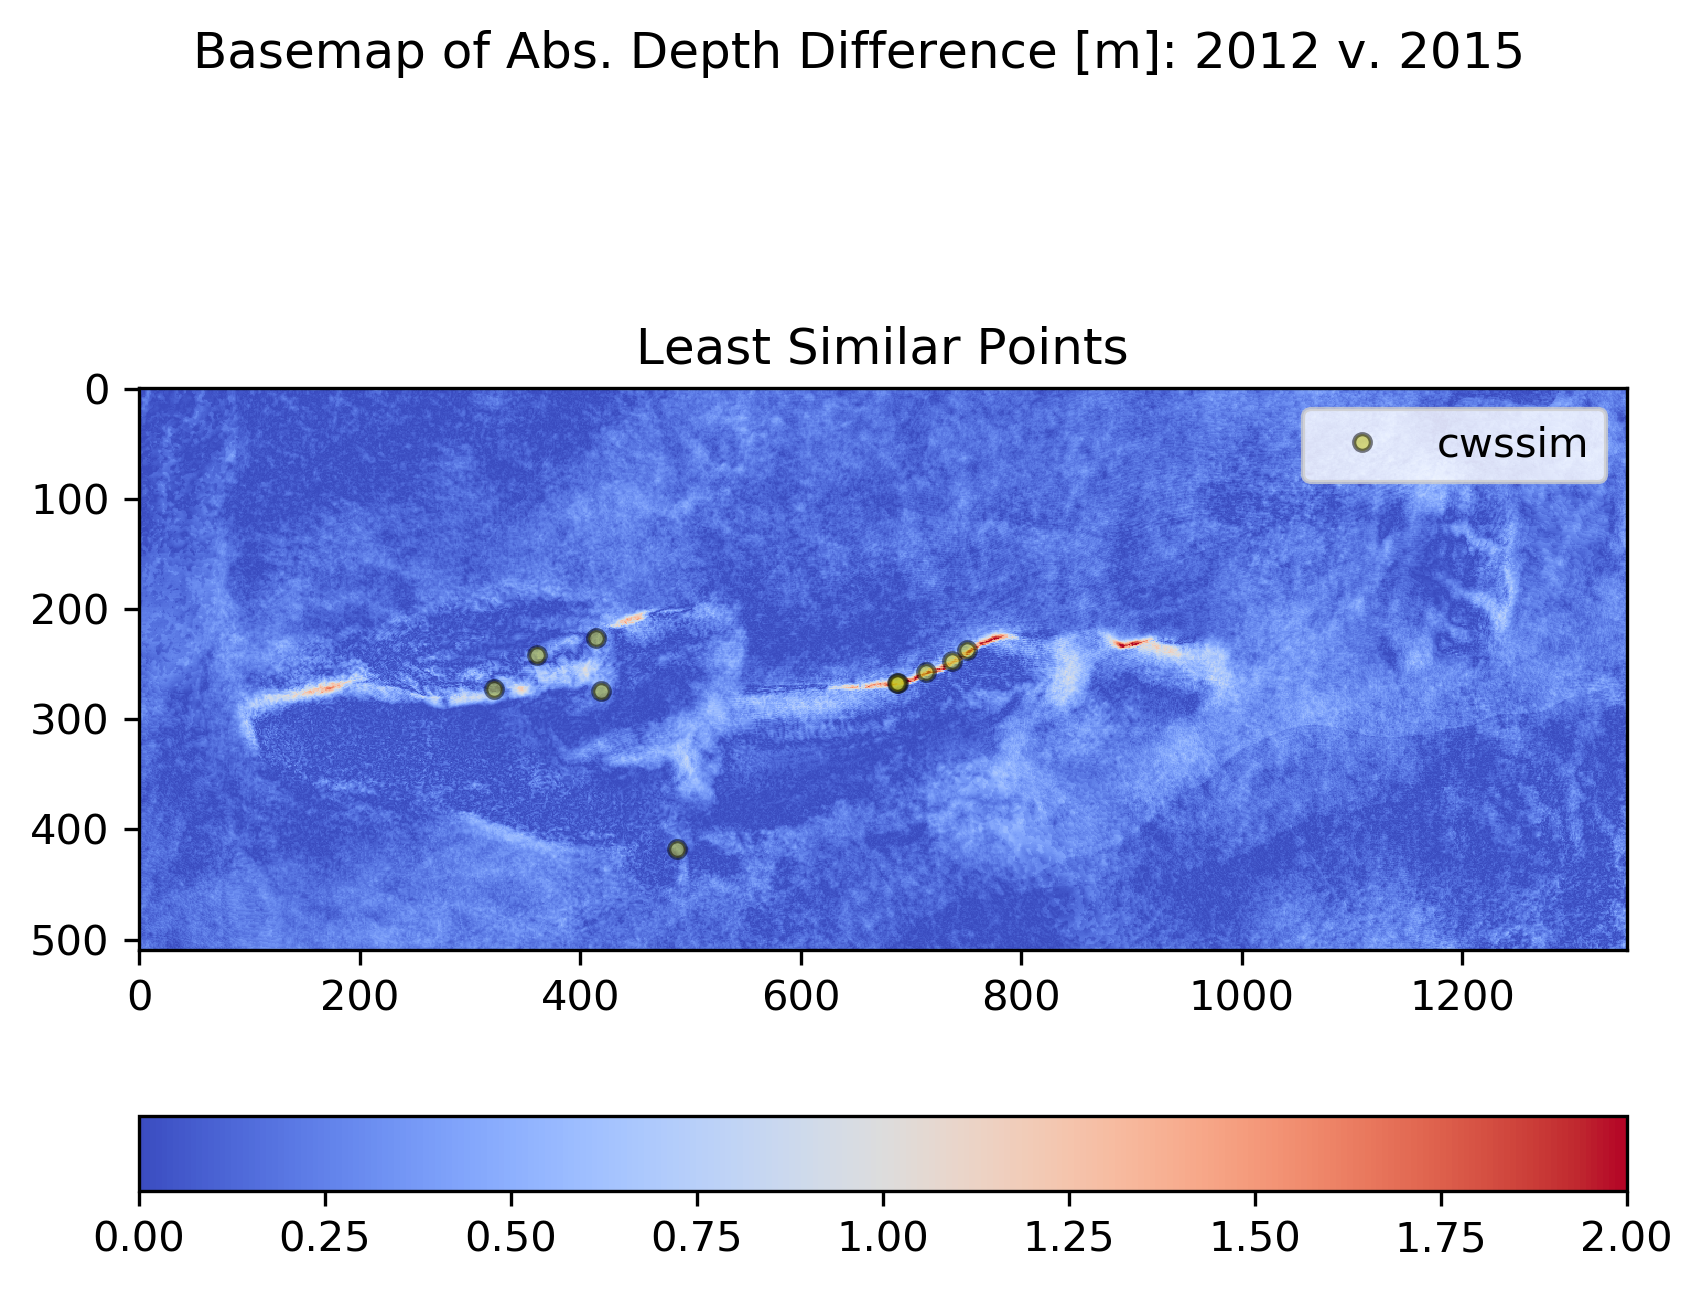 Basemap of Abs. Depth Difference [m]: 2012 v. 2015
Least Similar Points
cwssim
0
100
200
300
400
500
0 200 400 600 800 1000 1200
0.00 0.25 0.50 0.75 1.00 1.25 1.50 1.75 2.00